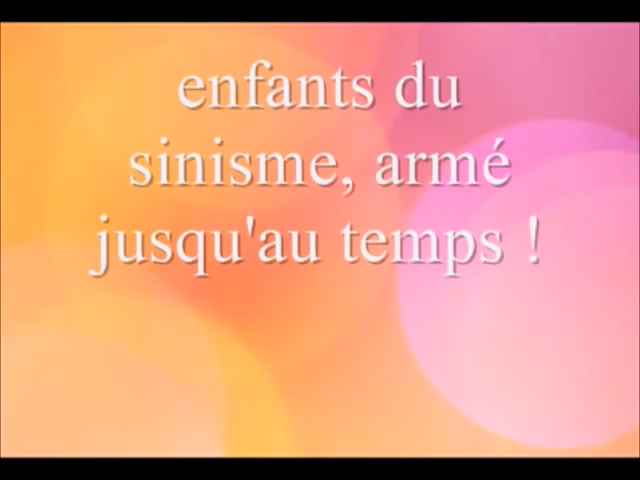 enfants du
sinisme, armé
jusqu'au temps !